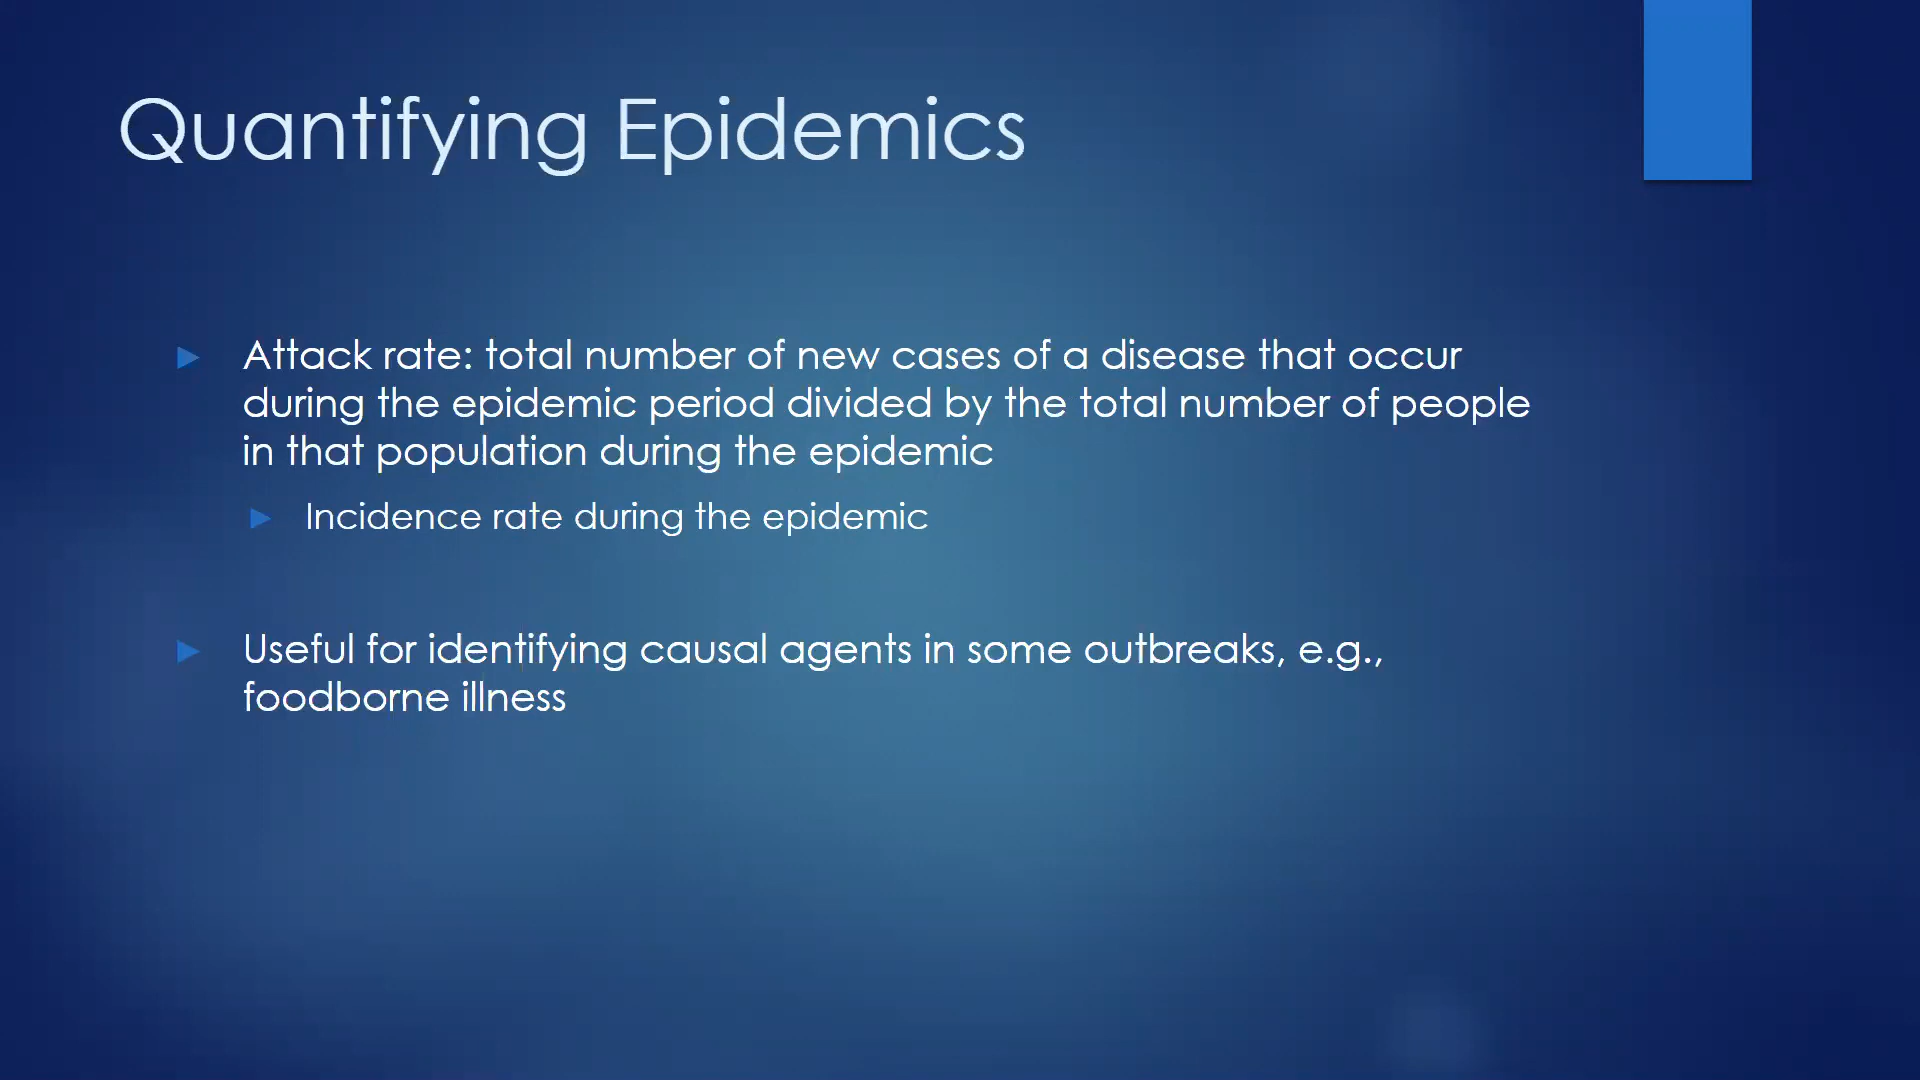 Quantifying Epidemics
Attack rate: total number of new cases of a disease that occur
during the epidemic period divided by the total number of people
in that population during the epidemic
Incidence rate during the epidemic
Useful for identifying causal agents in some outbreaks, e.g.,
foodborne illness